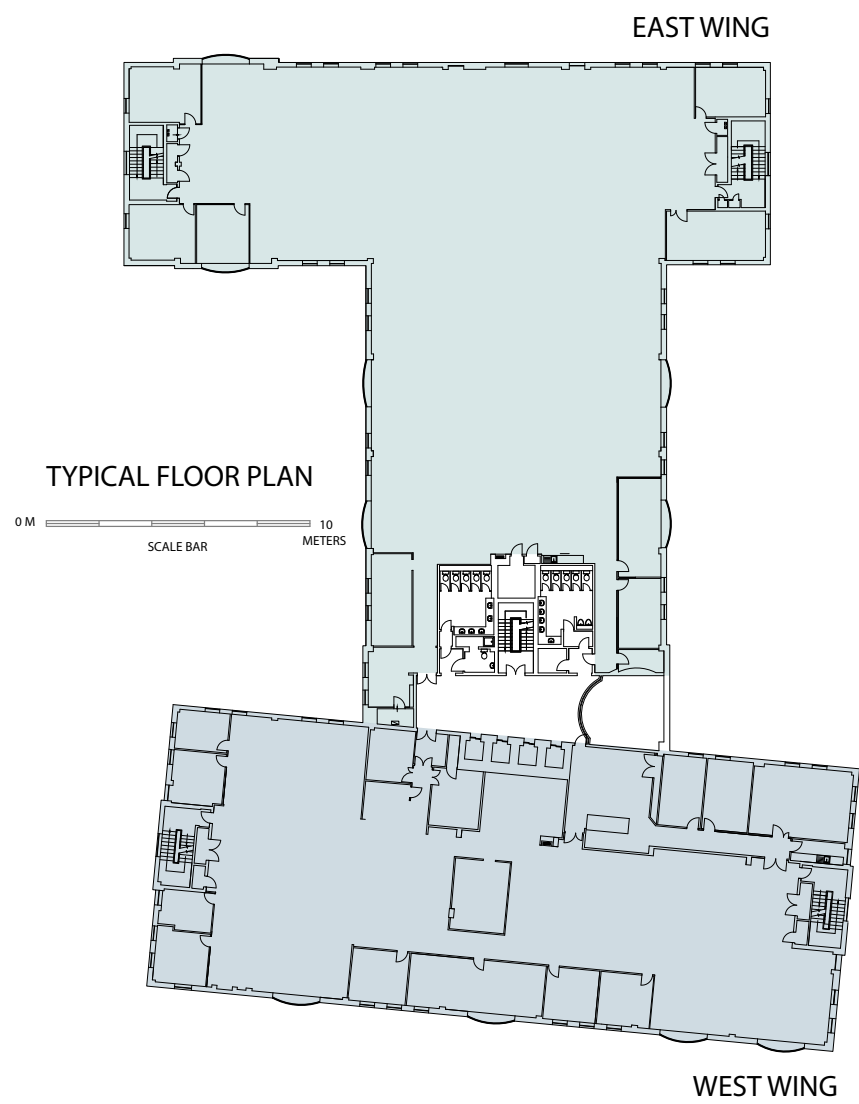 EAST WING
TYPICAL FLOOR PLAN
0 M
10
METERS
SCALE BAR
WEST WING